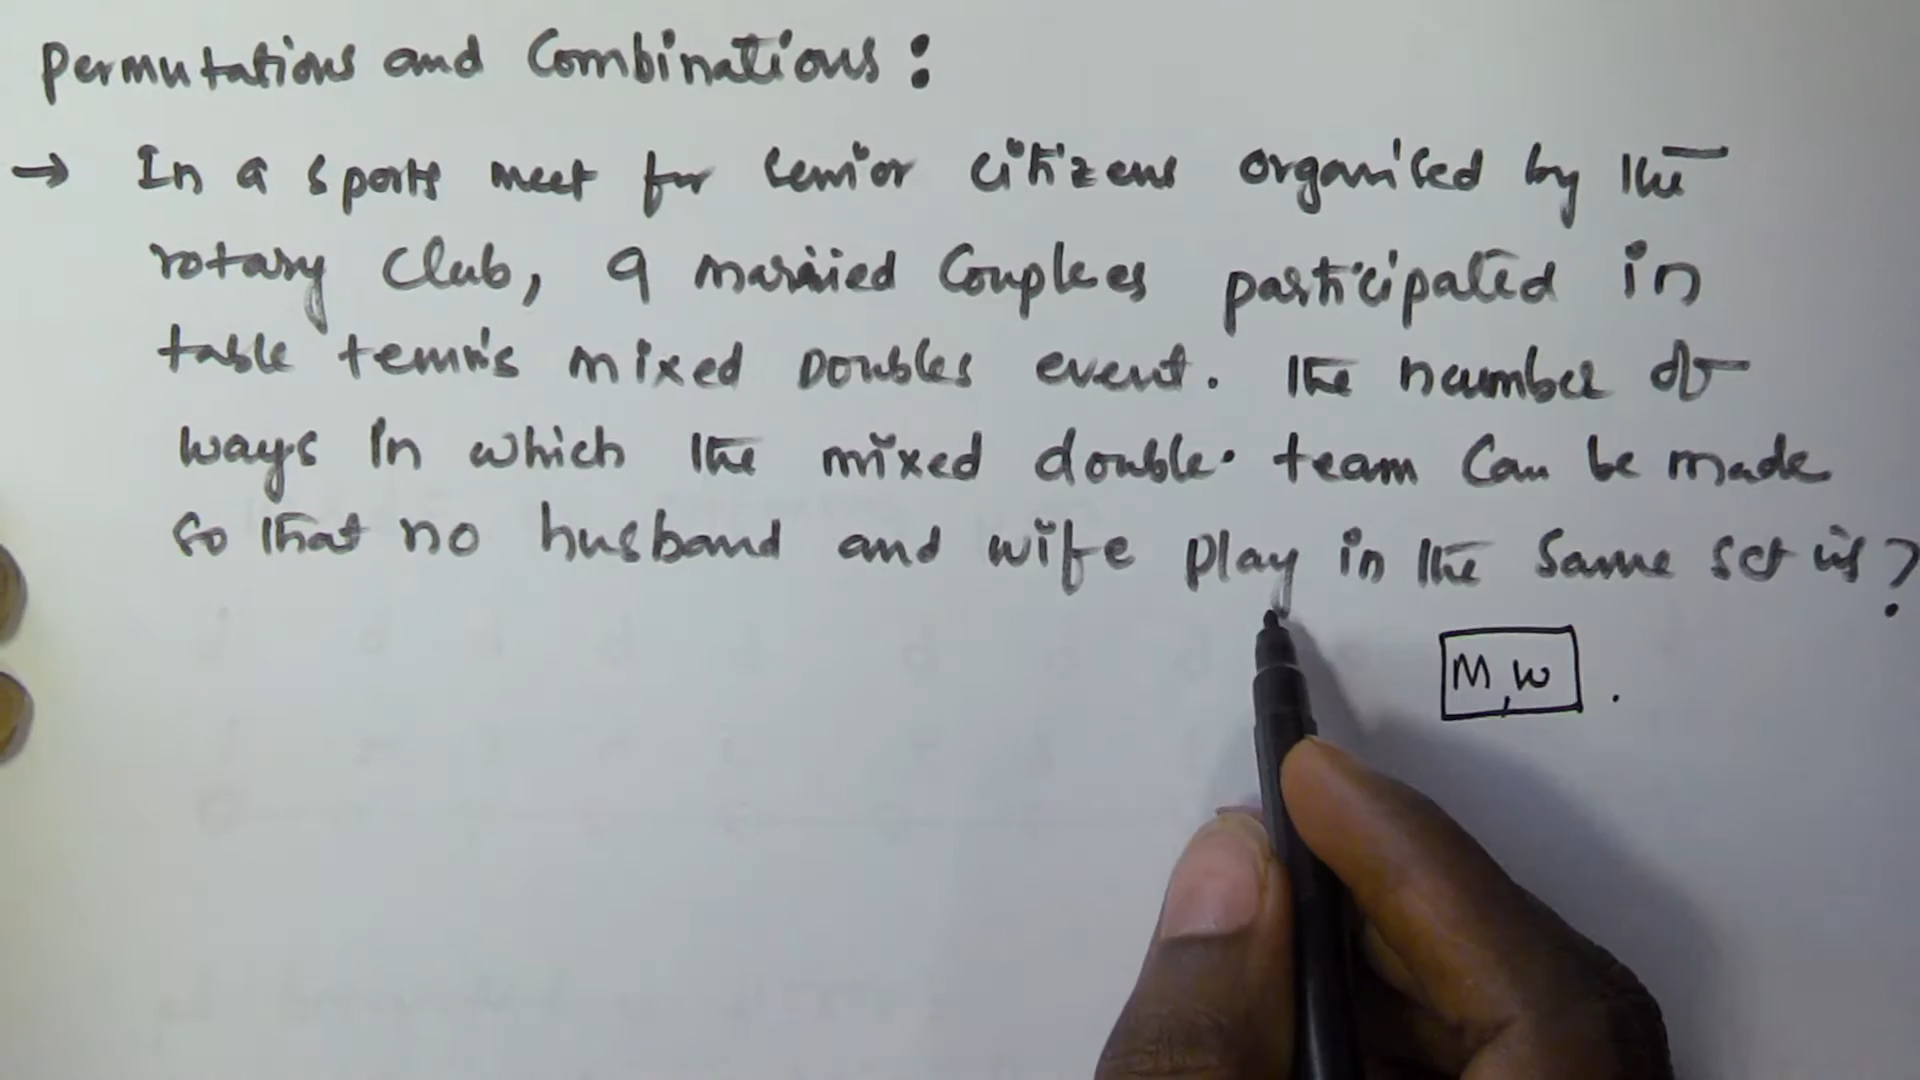 Permutations and Combinations:
→ In a sports meet for senior citizens organised by the
rotary club, 9 married Couplees participated in
table tennis mixed Doubles event. The number of
ways in which the mixed double. team can be made
so that no husband and wife play in the same set is?
M, W .